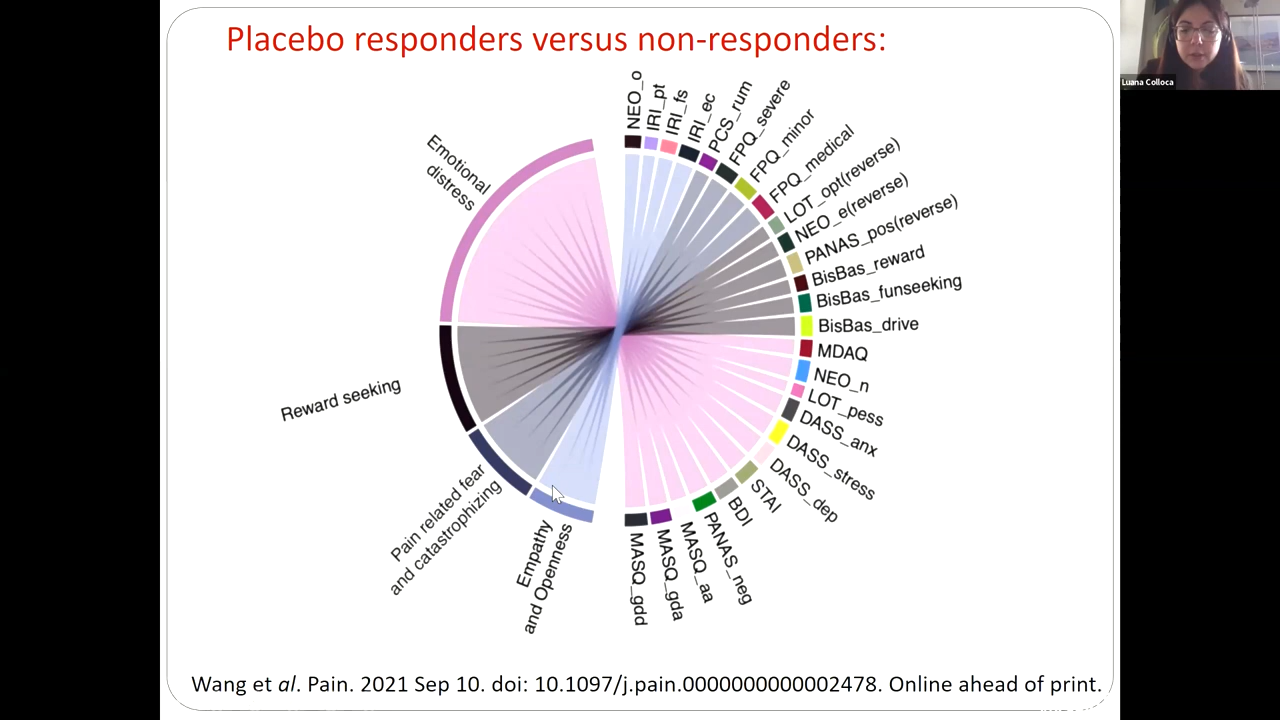 Placebo responders versus non-responders:
Luana Colloca
Emotional
distress
Reward seeking
Pain related fear
and catastrophizing
Empathy
and Openness
NEO_o
IRI_pt
IRI_fs
IRI_ec
PCS_rum
FPQ_severe
FPQ_minor
FPQ_medical
LOT_opt(reverse)
NEO_e(reverse)
PANAS_pos(reverse)
BisBas_reward
BisBas_funseeking
BisBas_drive
MDAQ
NEO_n
LOT_pess
DASS_anx
DASS_stress
DASS_dep
STAI
BDI
PANAS_neg
MASQ_aa
MASQ_gda
MASQ_gdd
Wang et al. Pain. 2021 Sep 10. doi: 10.1097/j.pain.0000000000002478. Online ahead of print.